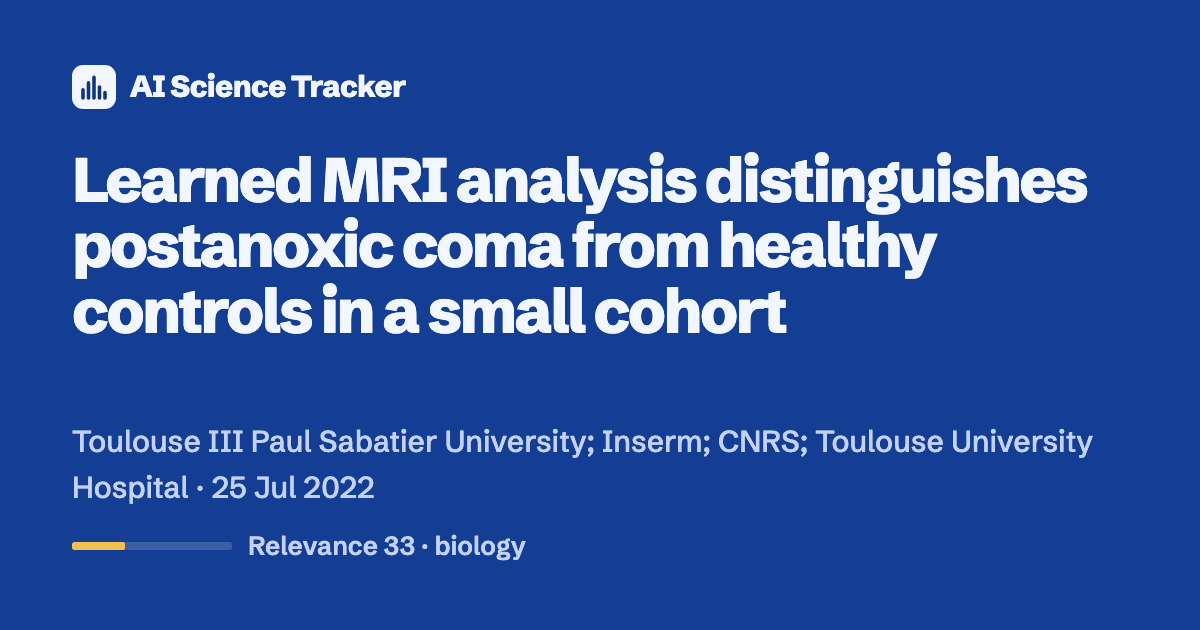 AI Science Tracker
Learned MRI analysis distinguishes
postanoxic coma from healthy
controls in a small cohort
Toulouse III Paul Sabatier University; Inserm; CNRS; Toulouse University
Hospital · 25 Jul 2022
Relevance 33 · biology